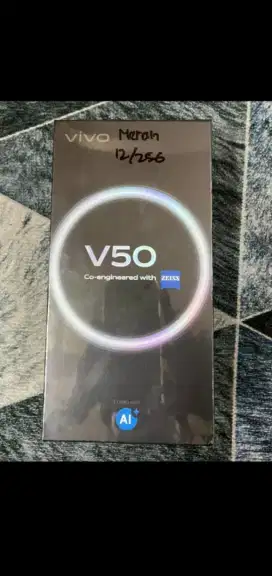 vivo Merah
12/256
V50
Co-engineered with ZEISS
AI+